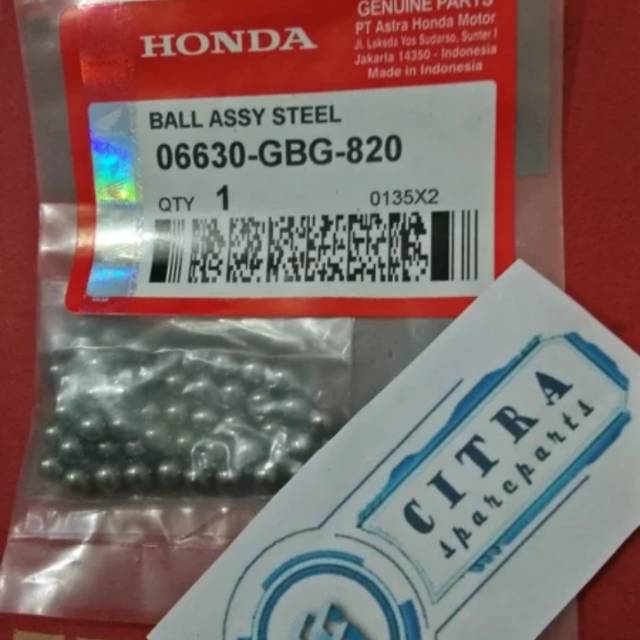 HONDA
GENUINE PARTS
PT Astra Honda Motor
Jl. Laksda Yos Sudarso, Sunter I
Jakarta 14350 - Indonesia
Made in Indonesia
BALL ASSY STEEL
06630-GBG-820
QTY 1 0135X2
CITRA
spareparts